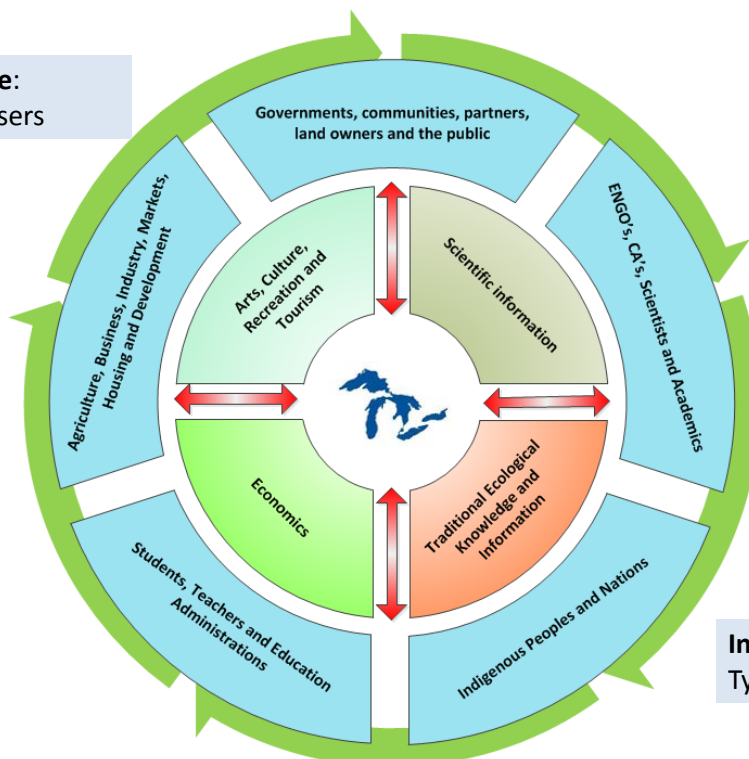 sers
Governments, communities, partners,
land owners and the public
ENGO's, CA's, Scientists and Academics
Indigenous Peoples and Nations
Students, Teachers and Education
Administrations
Agriculture, Business, Industry, Markets,
Housing and Development
Arts, Culture,
Recreation and
Tourism
Scientific information
Traditional Ecological
Knowledge and
Information
Economics
In
Ty